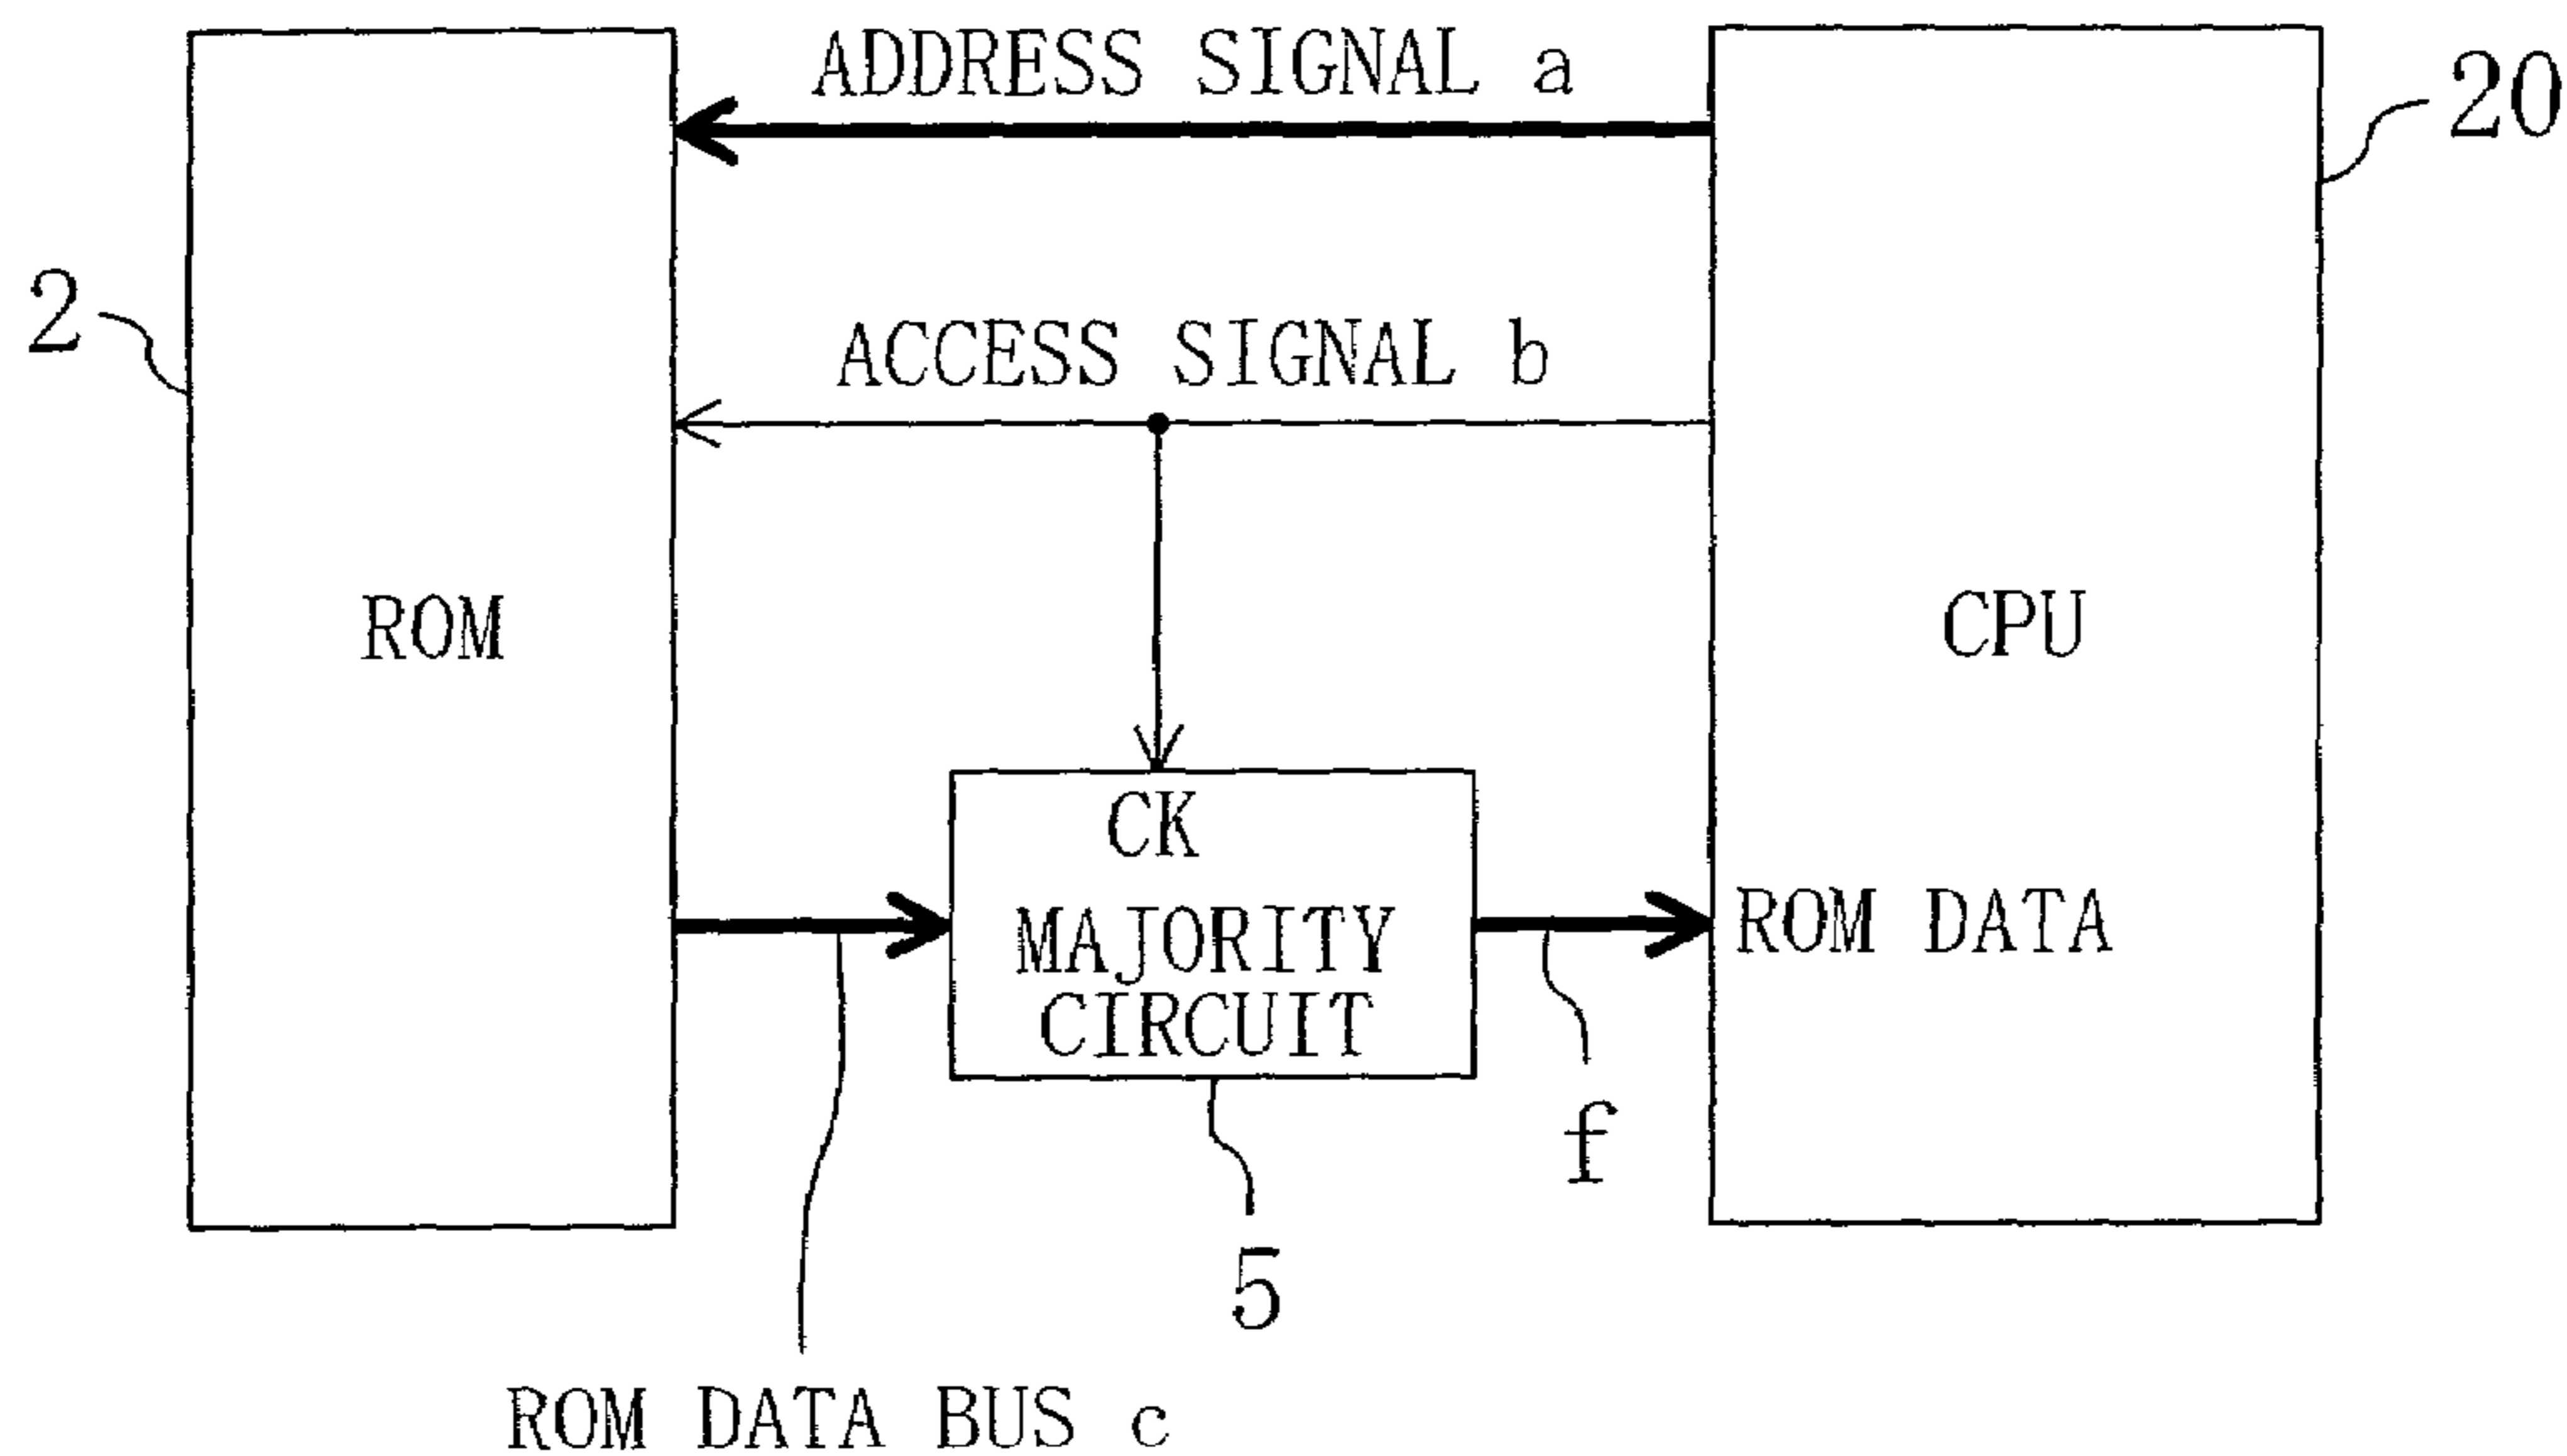 ADDRESS SIGNAL a
20
2
ACCESS SIGNAL b
ROM
CPU
CK
MAJORITY
CIRCUIT
ROM DATA
f
5
ROM DATA BUS c